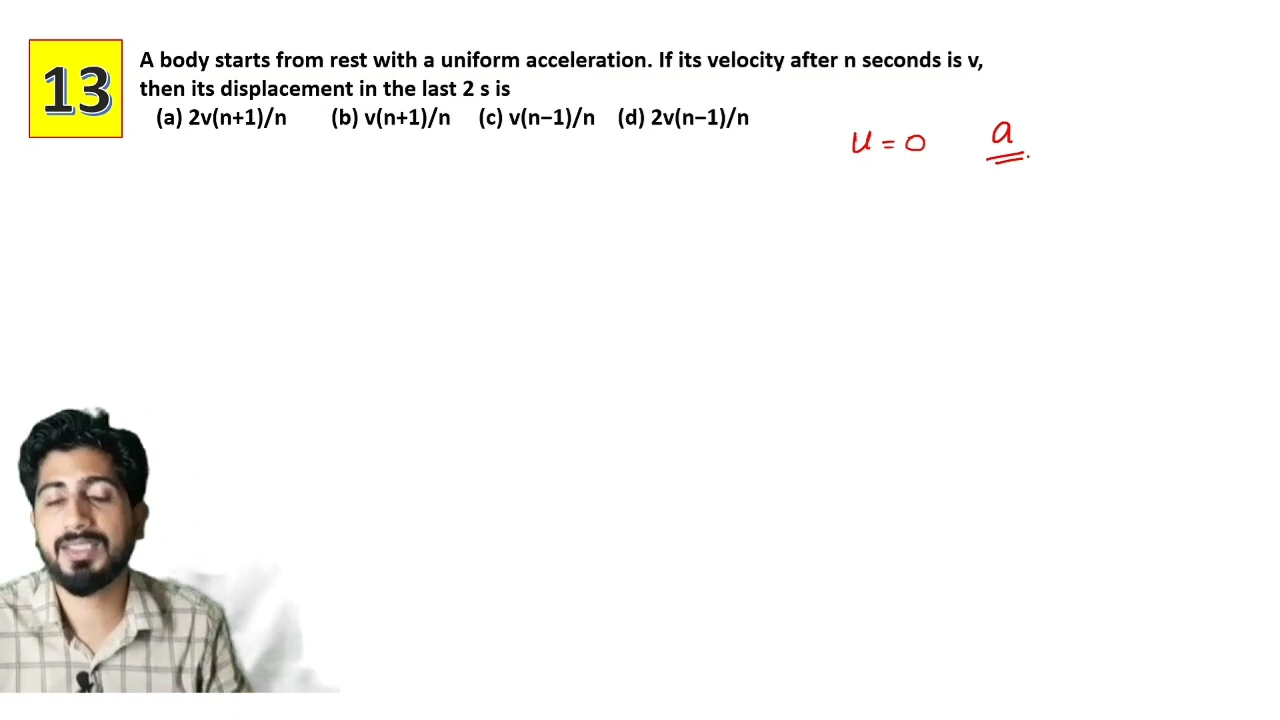 13
A body starts from rest with a uniform acceleration. If its velocity after n seconds is v,
then its displacement in the last 2 s is
(a) 2v(n+1)/n (b) v(n+1)/n (c) v(n−1)/n (d) 2v(n−1)/n
u = 0 a